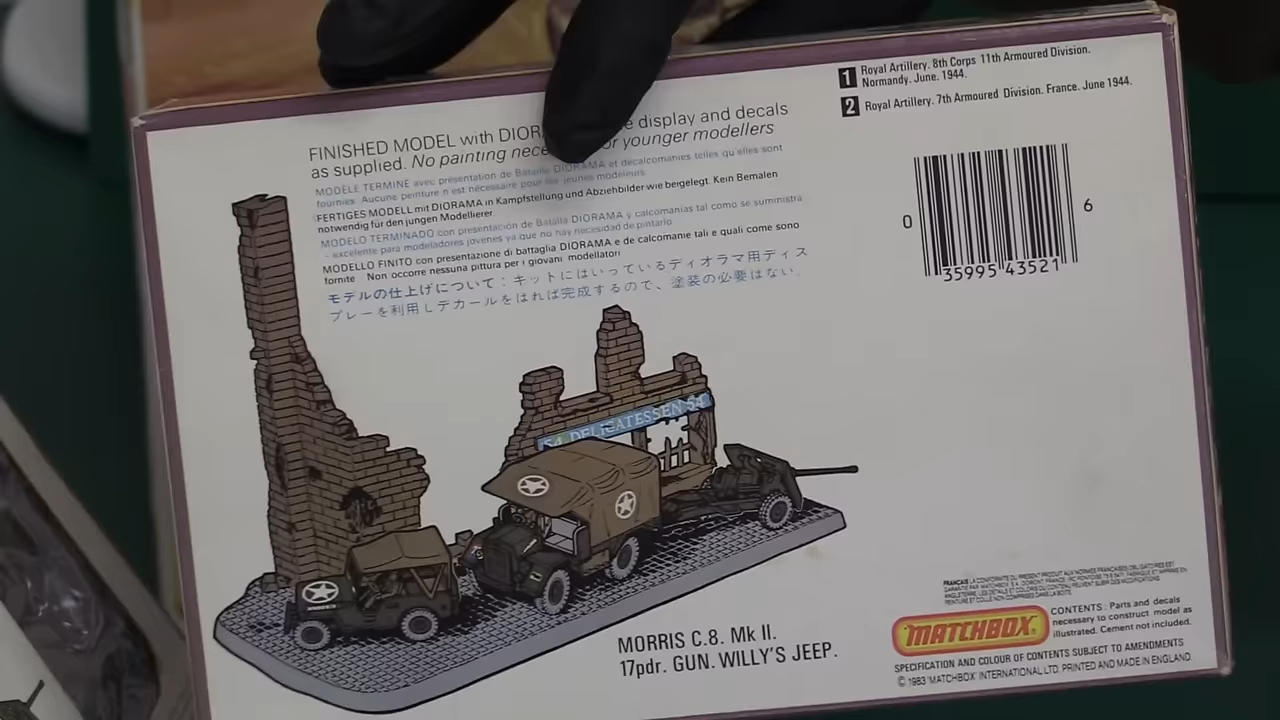 FINISHED MODEL with DIOR e display and decals
as supplied. No painting nece or younger modellers
MODÈLE TERMINÉ avec présentation de Bataille DIORAMA et décalcomanies telles qu'elles sont
fournies. Aucune peinture n'est nécessaire pour les jeunes modeleurs.
FERTIGES MODELL mit DIORAMA in Kampfstellung und Abziehbilder wie beigelegt. Kein Bemalen
notwendig für den jungen Modellierer
MODELO TERMINADO con presentación de Batalla DIORAMA y calcomanias tal como se suministra
- excelente para modeladores jovenes ya que no hay necesidad de pintarlo
MODELLO FINITO con presentazione di battaglia DIORAMA e de calcomanie tali e quali come sono
fornite Non occorre nessuna pittura per i giovani modellatori
モデルの仕上げについて：キットにはいっているディオラマ用ディス
プレーを利用しデカールをはれば完成するので、塗装の必要はない。
1 Royal Artillery. 8th Corps 11th Armoured Division.
Normandy. June. 1944.
2 Royal Artillery. 7th Armoured Division. France. June 1944.
0 35995 43521 6
54 DELICATESSEN 54
MORRIS C.8. Mk II.
17pdr. GUN. WILLY'S JEEP.
MATCHBOX
CONTENTS: Parts and decals
necessary to construct model as
illustrated. Cement not included.
SPECIFICATION AND COLOUR OF CONTENTS SUBJECT TO AMENDMENTS
© 1983 'MATCHBOX' INTERNATIONAL LTD. PRINTED AND MADE IN ENGLAND.